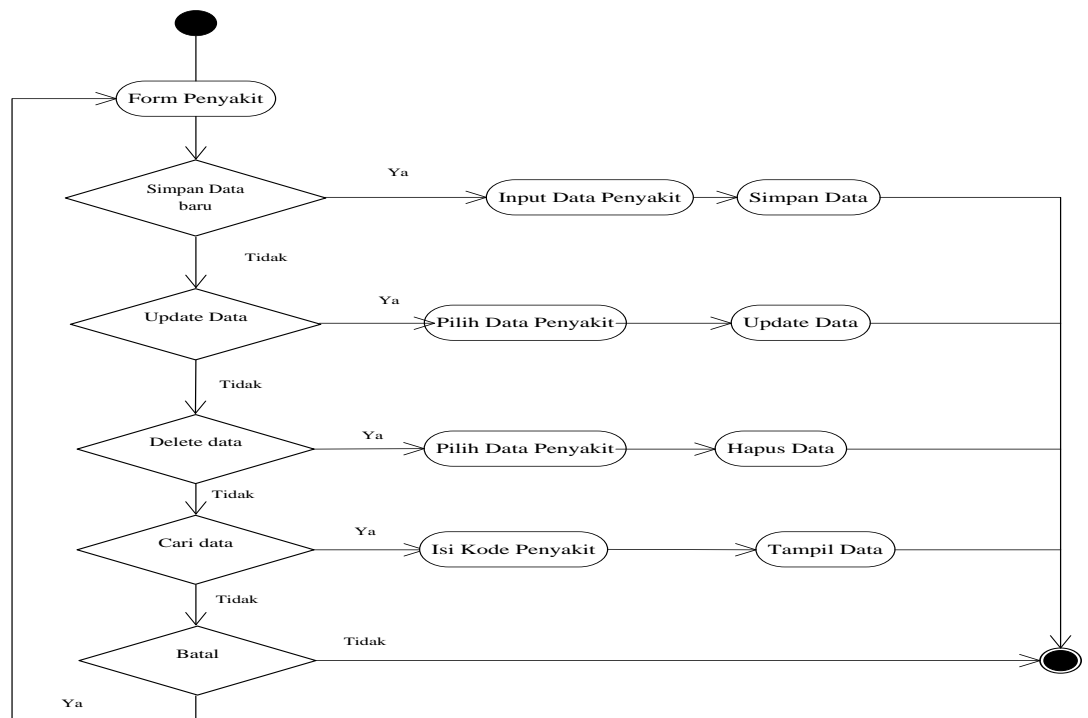 Form Penyakit
Simpan Data
baru
Ya
Input Data Penyakit
Simpan Data
Tidak
Update Data
Ya
Pilih Data Penyakit
Update Data
Tidak
Delete data
Ya
Pilih Data Penyakit
Hapus Data
Tidak
Cari data
Ya
Isi Kode Penyakit
Tampil Data
Tidak
Batal
Tidak
Ya